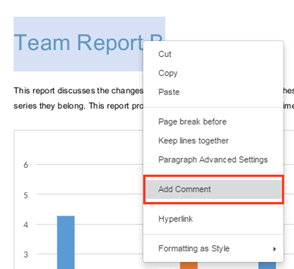 Team Report B
This report discusses the changes
series they belong. This report
Cut
Copy
Paste
Page break before
Keep lines together
Paragraph Advanced Settings
Add Comment
Hyperlink
Formatting as Style
6
5
4
3